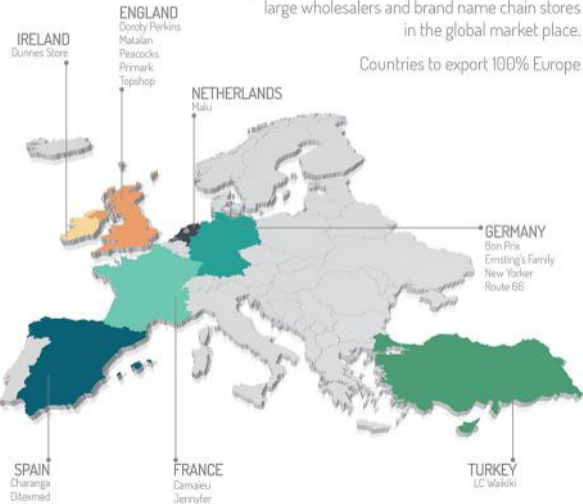 large wholesalers and brand name chain stores
in the global market place.
Countries to export 100% Europe
ENGLAND
Doroty Perkins
Matalan
Peacocks
Primark
Topshop
IRELAND
Dunnes Store
NETHERLANDS
Malu
GERMANY
Bon Prix
Ernsting's Family
New Yorker
Route 66
SPAIN
Charanga
Ditexmed
FRANCE
Camaieu
Jennyfer
TURKEY
LC Waikiki